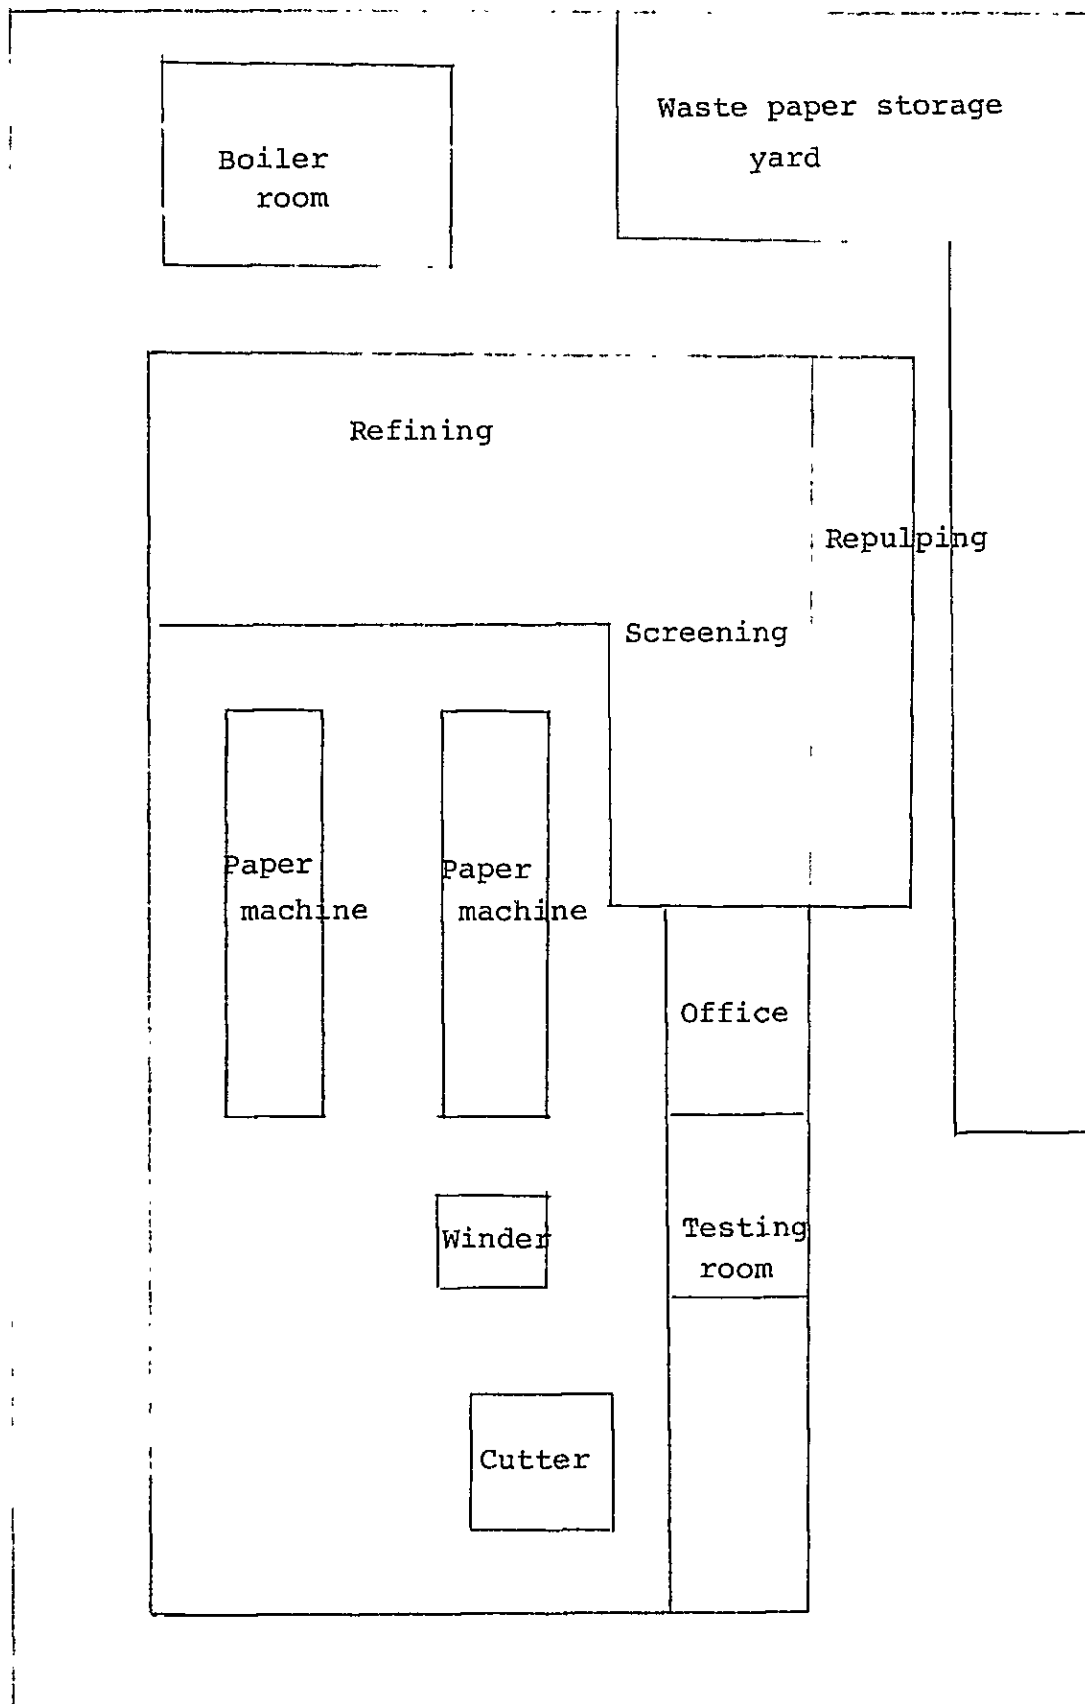 Waste paper storage
yard
Boiler
room
Refining
Repulping
Screening
Paper
machine
Paper
machine
Office
Winder
Testing
room
Cutter